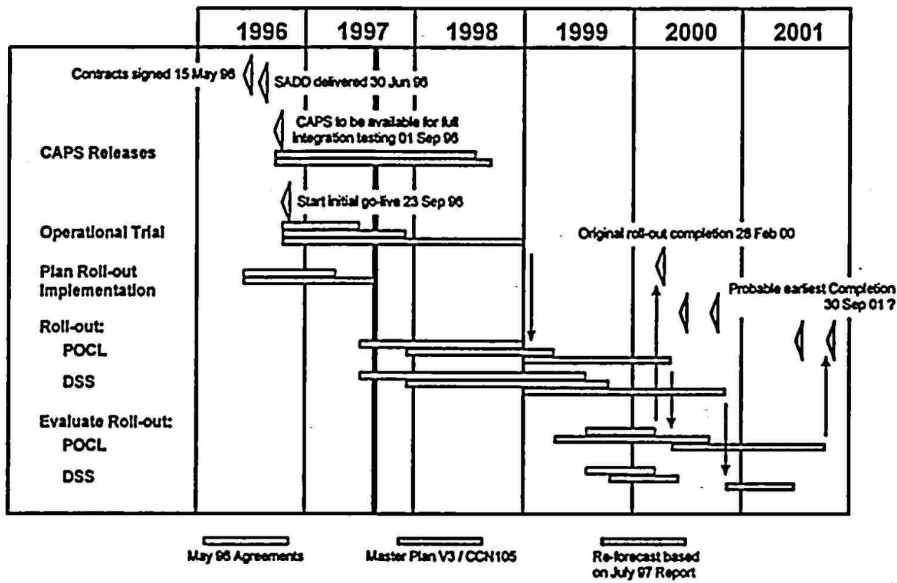 1996 1997 1998 1999 2000 2001
Contracts signed 15 May 96
SADD delivered 30 Jun 96
CAPS to be available for full
integration testing 01 Sep 96
CAPS Releases
Start initial go-live 23 Sep 96
Operational Trial
Original roll-out completion 28 Feb 00
Plan Roll-out
Implementation
Probable earliest Completion
30 Sep 01 ?
Roll-out:
POCL
DSS
Evaluate Roll-out:
POCL
DSS
May 96 Agreements
Master Plan V3 / CCN105
Re-forecast based
on July 97 Report